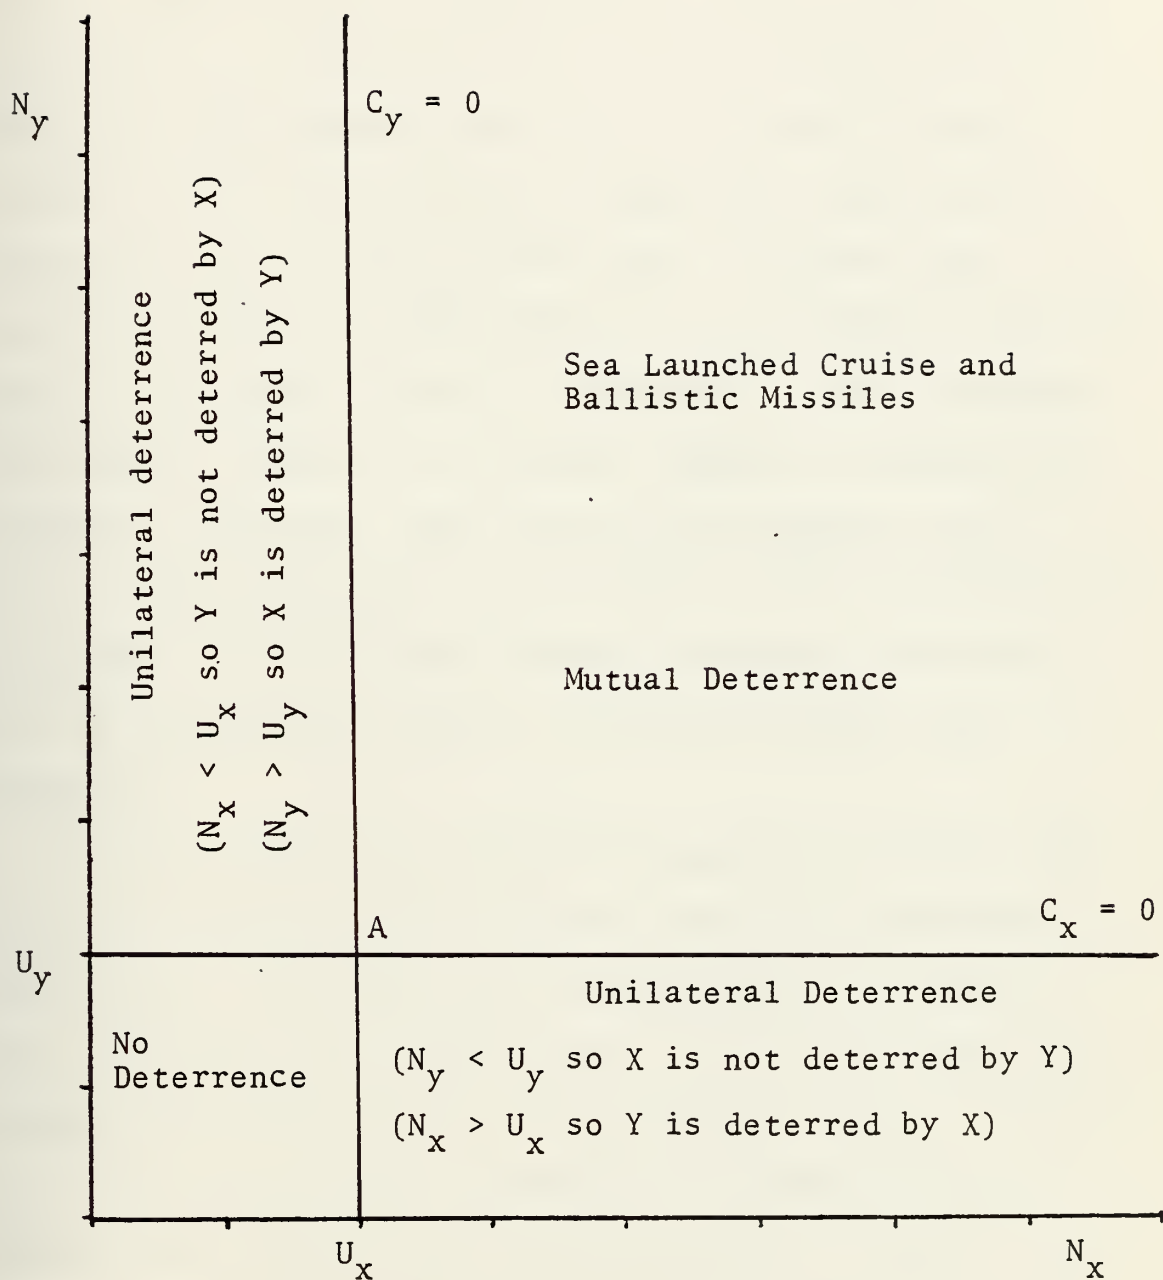 N_y
C_y = 0
Unilateral deterrence
(N_x < U_x so Y is not deterred by X)
(N_y > U_y so X is deterred by Y)
Sea Launched Cruise and
Ballistic Missiles
Mutual Deterrence
C_x = 0
A
U_y
Unilateral Deterrence
No
Deterrence
(N_y < U_y so X is not deterred by Y)
(N_x > U_x so Y is deterred by X)
U_x
N_x